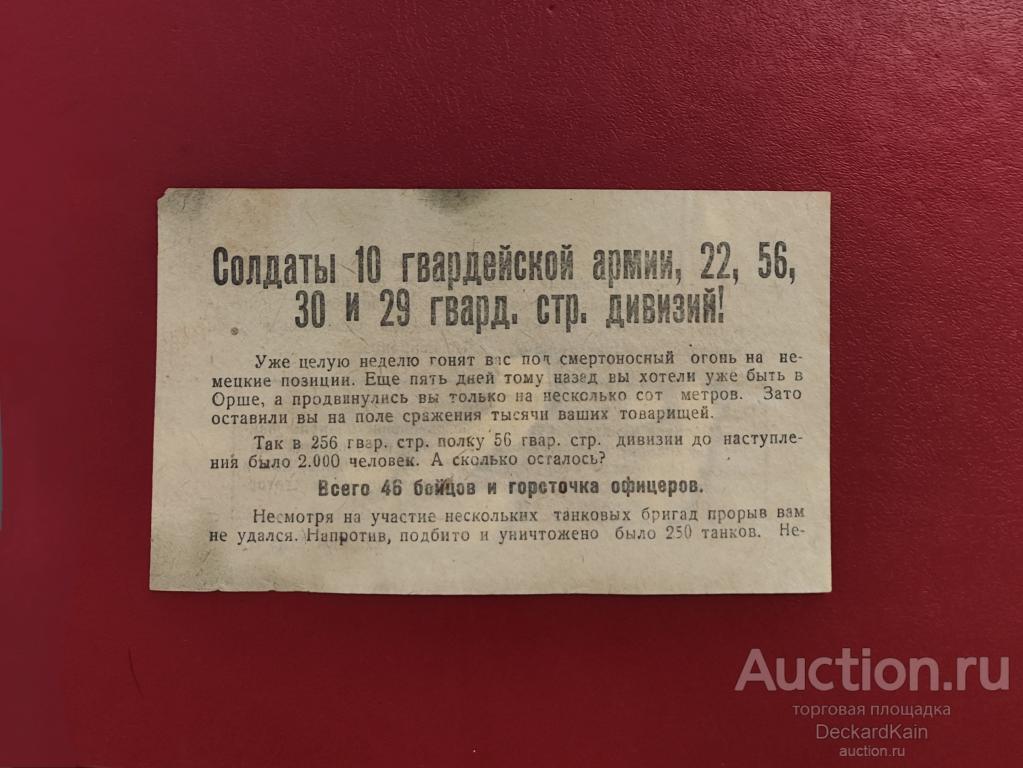 Солдаты 10 гвардейской армии, 22, 56,
30 и 29 гвард. стр. дивизий!
Уже целую неделю гонят вас под смертоносный огонь на не-
мецкие позиции. Еще пять дней тому назад вы хотели уже быть в
Орше, а продвинулись вы только на несколько сот метров. Зато
оставили вы на поле сражения тысячи ваших товарищей.
Так в 256 гвар. стр. полку 56 гвар. стр. дивизии до наступле-
ния было 2.000 человек. А сколько осталось?
Всего 46 бойцов и горсточка офицеров.
Несмотря на участие нескольких танковых бригад прорыв вам
не удался. Напротив, подбито и уничтожено было 250 танков. Не-
Auction.ru
торговая площадка
DeckardKain
auction.ru